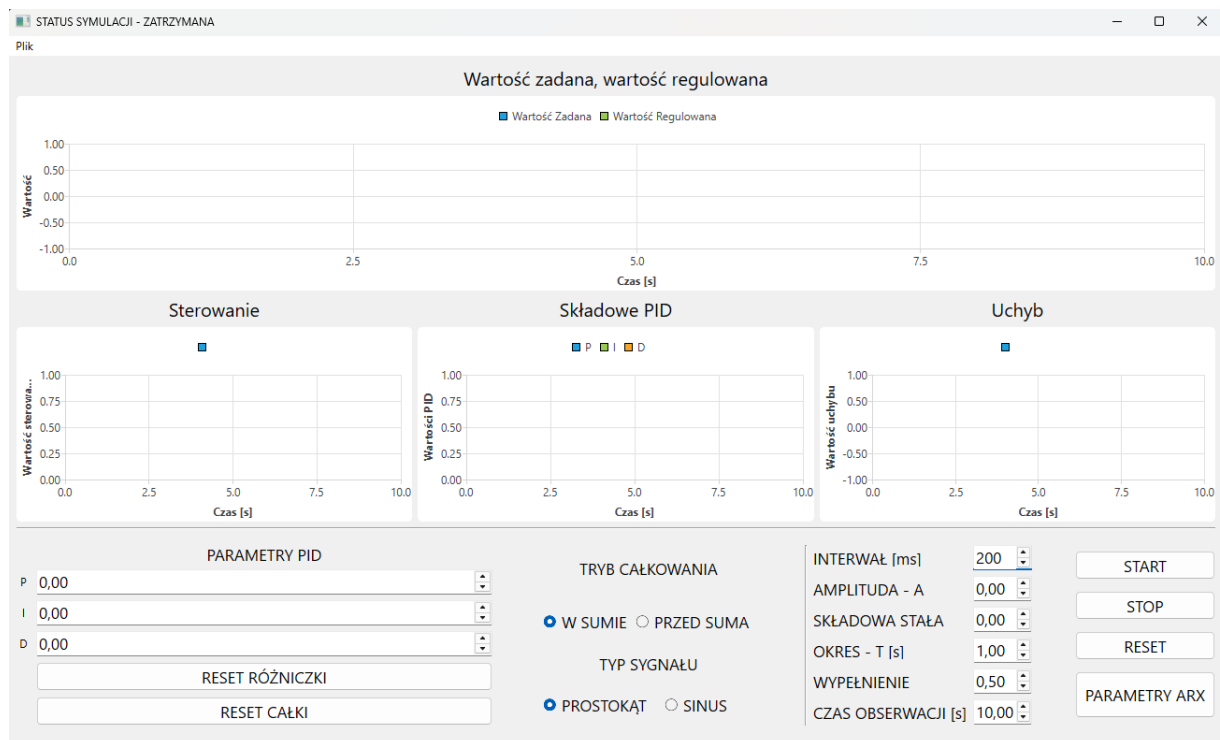 STATUS SYMULACJI - ZATRZYMANA
Plik
Wartość zadana, wartość regulowana
Wartość Zadana Wartość Regulowana
Wartość
1.00
0.50
0.00
-0.50
-1.00
0.0 2.5 5.0 7.5 10.0
Czas [s]
Sterowanie
Wartość sterowa...
1.00
0.75
0.50
0.25
0.00
0.0 2.5 5.0 7.5 10.0
Czas [s]
Składowe PID
P I D
Wartości PID
1.00
0.75
0.50
0.25
0.00
0.0 2.5 5.0 7.5 10.0
Czas [s]
Uchyb
Wartość uchybu
1.00
0.50
0.00
-0.50
-1.00
0.0 2.5 5.0 7.5 10.0
Czas [s]
PARAMETRY PID
P 0,00
I 0,00
D 0,00
RESET RÓŻNICZKI
RESET CAŁKI
TRYB CAŁKOWANIA
W SUMIE PRZED SUMA
TYP SYGNAŁU
PROSTOKĄT SINUS
INTERWAŁ [ms] 200
AMPLITUDA - A 0,00
SKŁADOWA STAŁA 0,00
OKRES - T [s] 1,00
WYPEŁNIENIE 0,50
CZAS OBSERWACJI [s] 10,00
START
STOP
RESET
PARAMETRY ARX